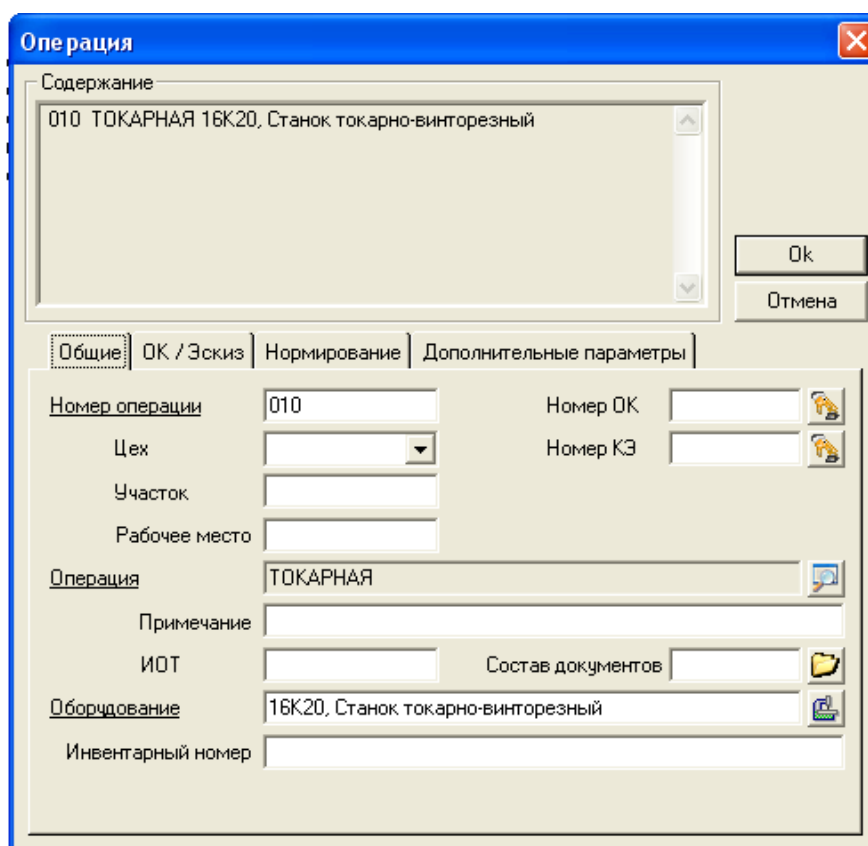 Операция
Содержание
010 ТОКАРНАЯ 16К20, Станок токарно-винторезный
Ok
Отмена
Общие ОК / Эскиз Нормирование Дополнительные параметры
Номер операции 010 Номер ОК
Цех Номер КЭ
Участок
Рабочее место
Операция ТОКАРНАЯ
Примечание
ИОТ Состав документов
Оборудование 16К20, Станок токарно-винторезный
Инвентарный номер